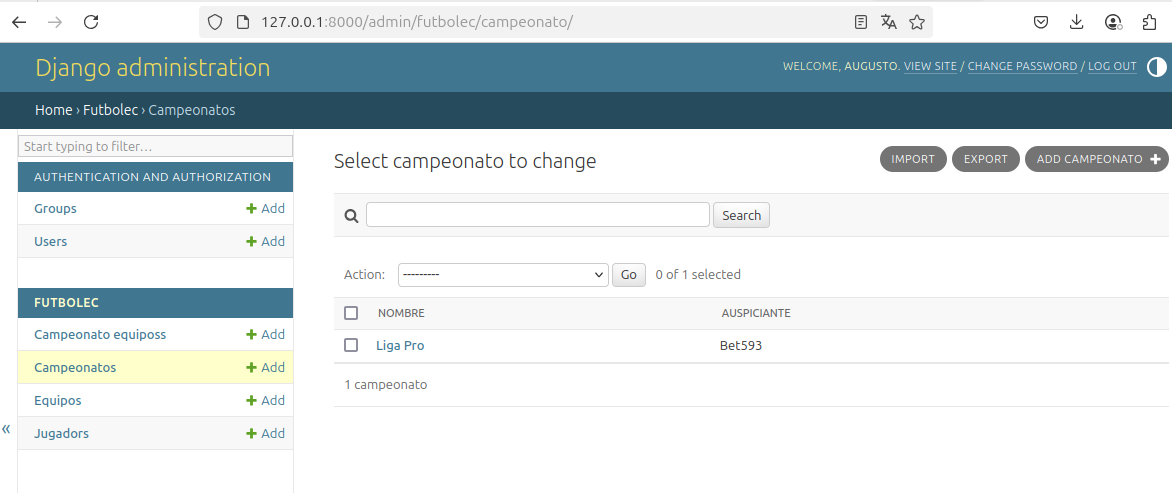 127.0.0.1:8000/admin/futbolec/campeonato/
Django administration
WELCOME, AUGUSTO. VIEW SITE / CHANGE PASSWORD / LOG OUT
Home › Futbolec › Campeonatos
Start typing to filter…
AUTHENTICATION AND AUTHORIZATION
Groups + Add
Users + Add
FUTBOLEC
Campeonato equiposs + Add
Campeonatos + Add
Equipos + Add
Jugadors + Add
«
Select campeonato to change
IMPORT EXPORT ADD CAMPEONATO +
Search
Action: --------- Go 0 of 1 selected
NOMBRE AUSPICIANTE
Liga Pro Bet593
1 campeonato